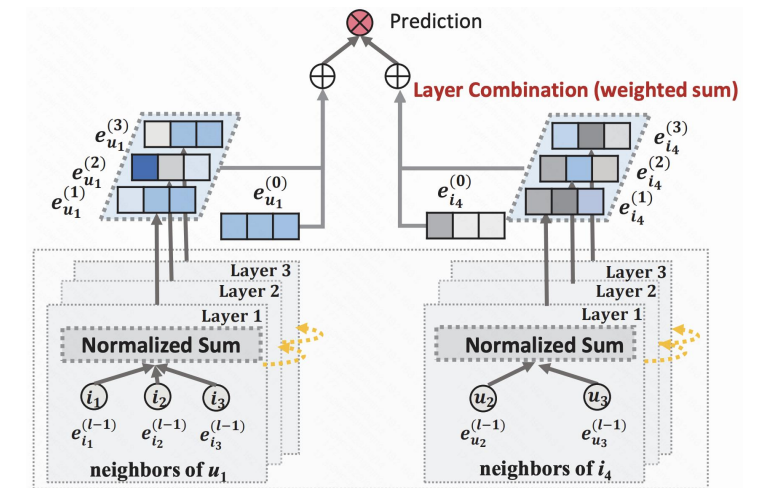 Prediction
Layer Combination (weighted sum)
e_{u_1}^{(3)}
e_{u_1}^{(2)}
e_{u_1}^{(1)}
e_{u_1}^{(0)}
e_{i_4}^{(0)}
e_{i_4}^{(3)}
e_{i_4}^{(2)}
e_{i_4}^{(1)}
Layer 3
Layer 2
Layer 1
Normalized Sum
i_1 i_2 i_3
e_{i_1}^{(l-1)} e_{i_2}^{(l-1)} e_{i_3}^{(l-1)}
neighbors of u_1
Layer 3
Layer 2
Layer 1
Normalized Sum
u_2 u_3
e_{u_2}^{(l-1)} e_{u_3}^{(l-1)}
neighbors of i_4